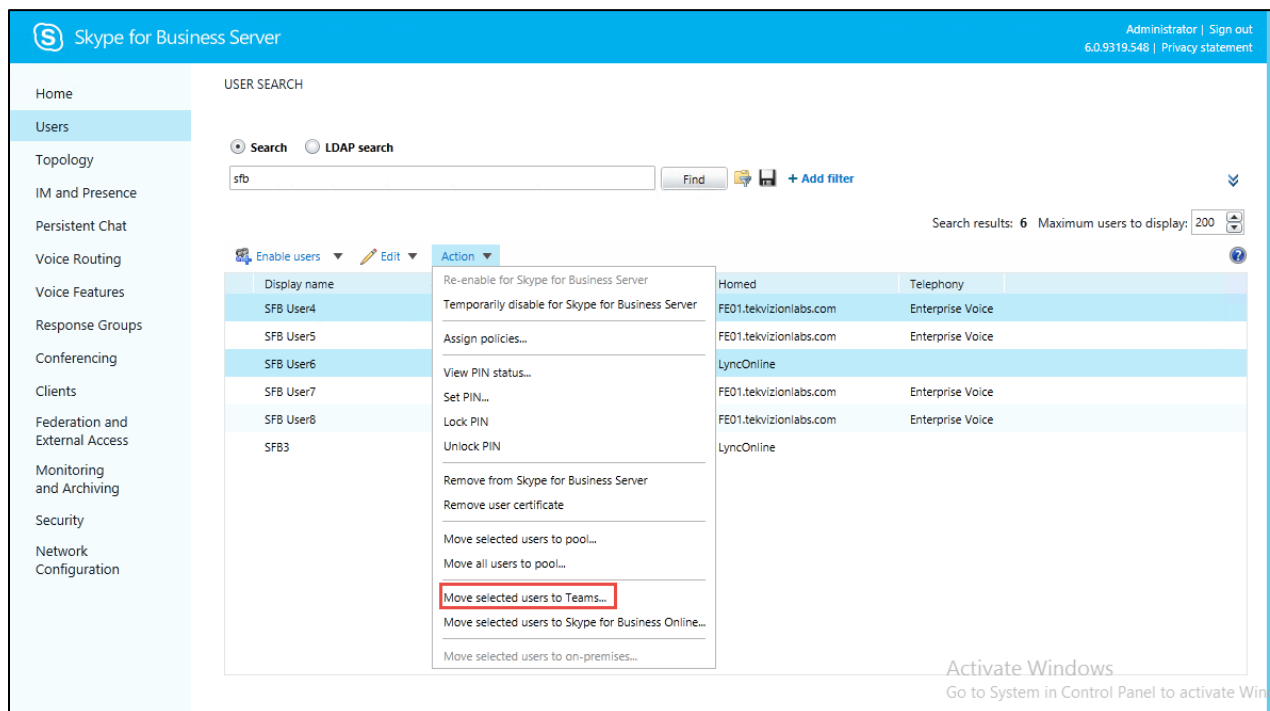 Skype for Business Server
Administrator | Sign out
6.0.9319.548 | Privacy statement
Home
Users
Topology
IM and Presence
Persistent Chat
Voice Routing
Voice Features
Response Groups
Conferencing
Clients
Federation and
External Access
Monitoring
and Archiving
Security
Network
Configuration
USER SEARCH
Search LDAP search
sfb Find + Add filter
Search results: 6 Maximum users to display: 200
Enable users Edit Action
Display name Homed Telephony
SFB User4 FE01.tekvizionlabs.com Enterprise Voice
SFB User5 FE01.tekvizionlabs.com Enterprise Voice
SFB User6 LyncOnline
SFB User7 FE01.tekvizionlabs.com Enterprise Voice
SFB User8 FE01.tekvizionlabs.com Enterprise Voice
SFB3 LyncOnline
Re-enable for Skype for Business Server
Temporarily disable for Skype for Business Server
Assign policies...
View PIN status...
Set PIN...
Lock PIN
Unlock PIN
Remove from Skype for Business Server
Remove user certificate
Move selected users to pool...
Move all users to pool...
Move selected users to Teams...
Move selected users to Skype for Business Online...
Move selected users to on-premises...
Activate Windows
Go to System in Control Panel to activate Win